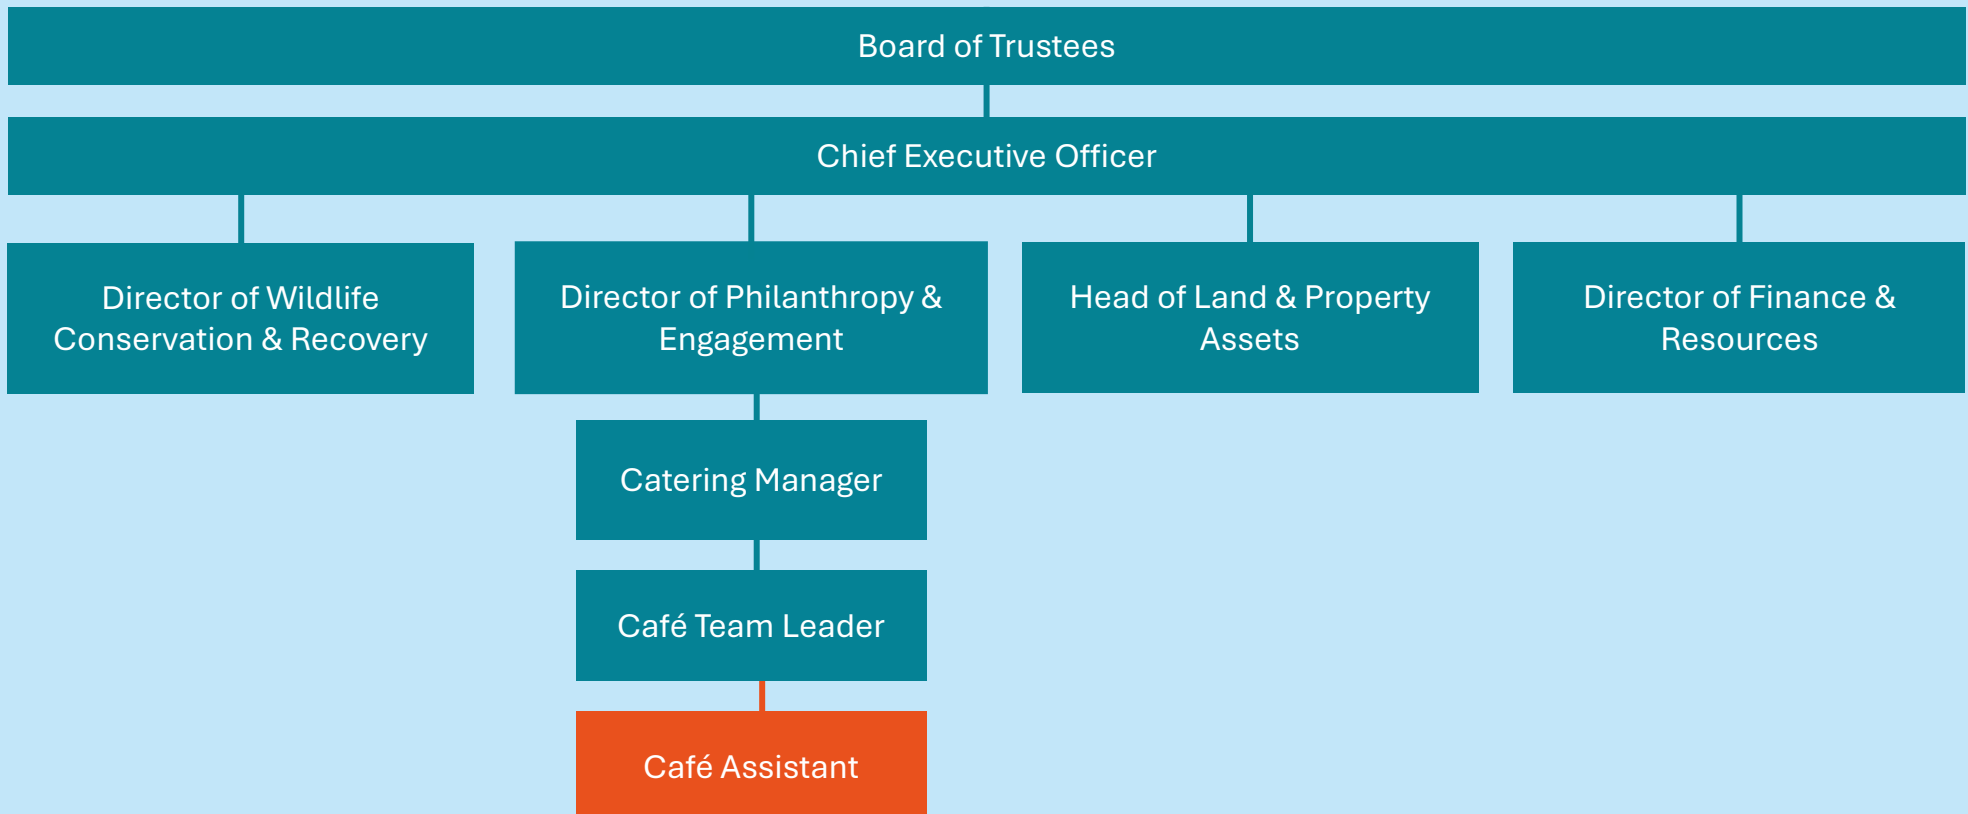 Board of Trustees
Chief Executive Officer
Director of Wildlife
Conservation & Recovery
Director of Philanthropy &
Engagement
Head of Land & Property
Assets
Director of Finance &
Resources
Catering Manager
Café Team Leader
Café Assistant